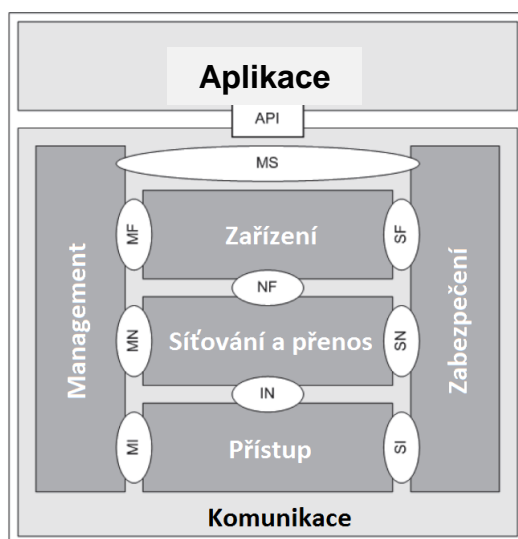 Aplikace
API
MS
Management
MF
Zařízení
SF
Zabezpečení
NF
MN
Síťování a přenos
SN
IN
MI
Přístup
SI
Komunikace